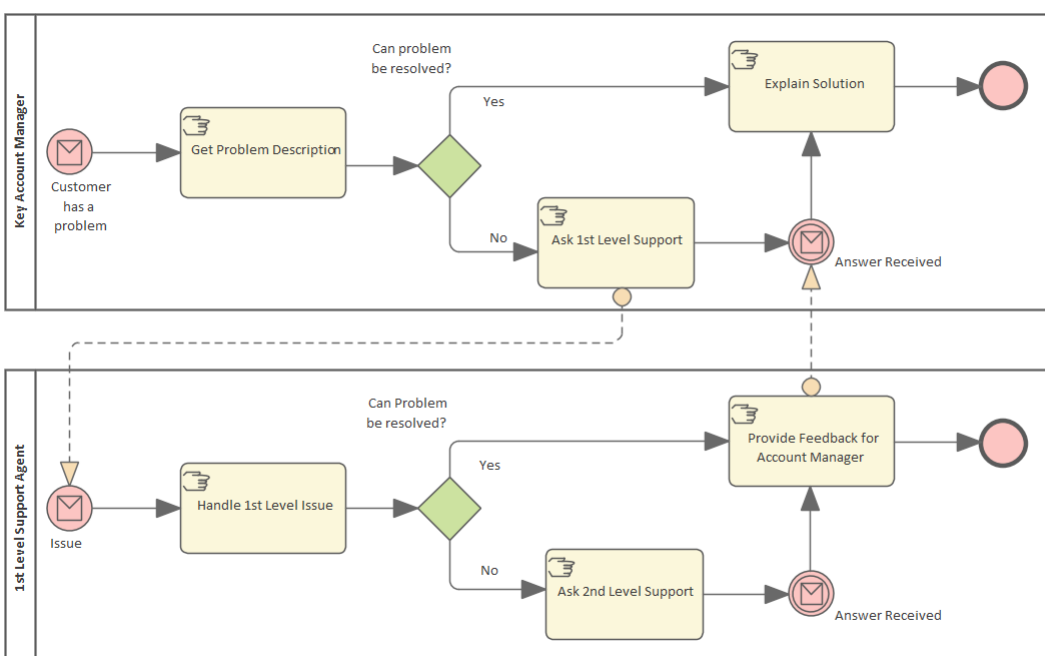 Key Account Manager
Can problem
be resolved?
Yes
Explain Solution
Get Problem Description
Customer
has a
problem
No
Ask 1st Level Support
Answer Received
1st Level Support Agent
Can Problem
be resolved?
Yes
Provide Feedback for
Account Manager
Handle 1st Level Issue
Issue
No
Ask 2nd Level Support
Answer Received